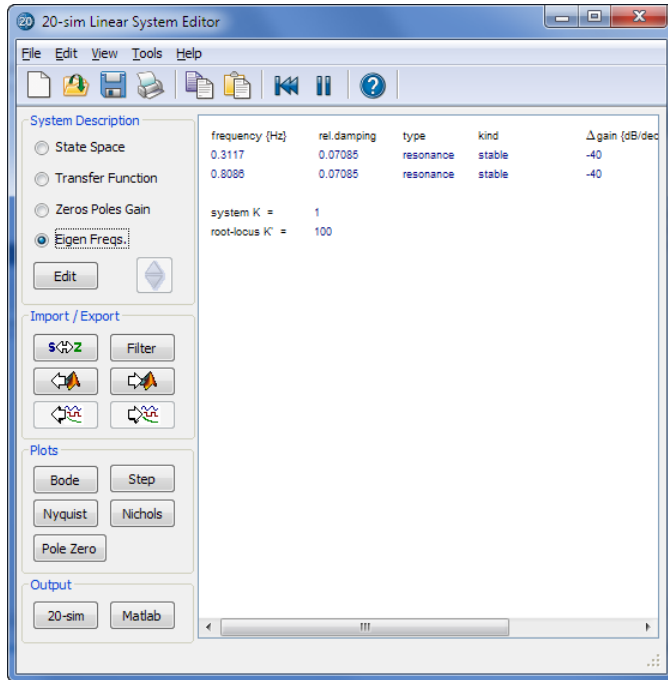 20-sim Linear System Editor
File Edit View Tools Help
System Description
State Space
Transfer Function
Zeros Poles Gain
Eigen Freqs.
Edit
Import / Export
S Z Filter
Plots
Bode Step
Nyquist Nichols
Pole Zero
Output
20-sim Matlab
frequency {Hz} rel.damping type kind Δgain {dB/dec
0.3117 0.07085 resonance stable -40
0.8086 0.07085 resonance stable -40
system K = 1
root-locus K' = 100